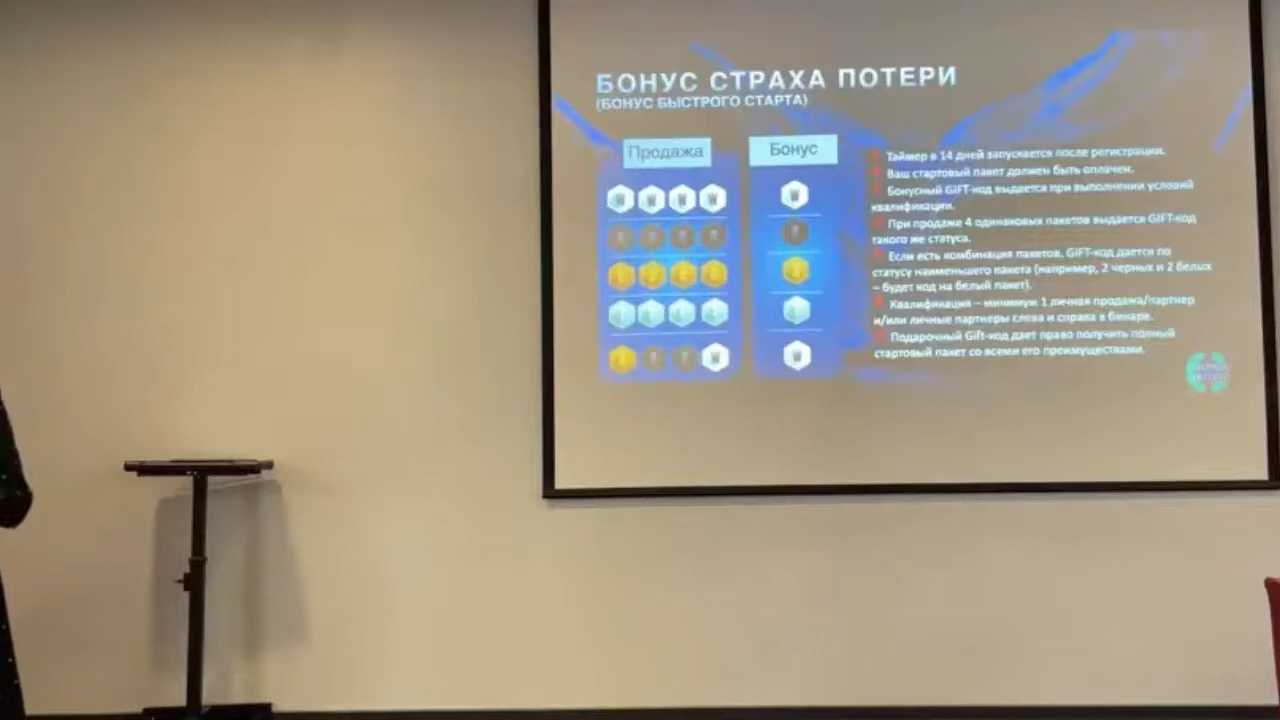 БОНУС СТРАХА ПОТЕРИ
(БОНУС БЫСТРОГО СТАРТА)
Продажа
Бонус
Таймер в 14 дней запускается после регистрации.
Ваш стартовый пакет должен быть оплачен.
Бонусный GIFT-код выдается при выполнении условий
квалификации.
При продаже 4 одинаковых пакетов выдается GIFT-код
такого же статуса.
Если есть комбинация пакетов, GIFT-код дается по
статусу наименьшего пакета (например, 2 черных и 2 белых
– будет код на белый пакет).
Квалификация – минимум 1 личная продажа/партнер
и/или личные партнеры слева и справа в бинаре.
Подарочный Gift-код дает право получить полный
стартовый пакет со всеми его преимуществами.